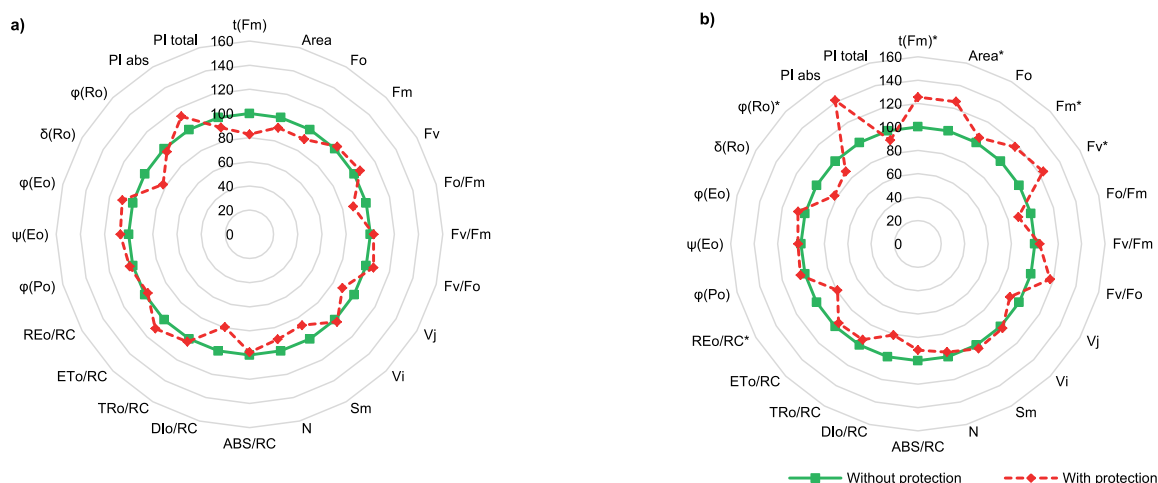 a)
t(Fm)
Area
Fo
Fm
Fv
Fo/Fm
Fv/Fm
Fv/Fo
Vj
Vi
Sm
N
ABS/RC
DIo/RC
TRo/RC
ETo/RC
REo/RC
φ(Po)
ψ(Eo)
φ(Eo)
δ(Ro)
φ(Ro)
PI abs
PI total
160
140
120
100
80
60
40
20
0
b)
t(Fm)*
Area*
Fo
Fm*
Fv*
Fo/Fm
Fv/Fm
Fv/Fo
Vj
Vi
Sm
N
ABS/RC
DIo/RC
TRo/RC
ETo/RC
REo/RC*
φ(Po)
ψ(Eo)
φ(Eo)
δ(Ro)
φ(Ro)*
PI abs
PI total
160
140
120
100
80
60
40
20
0
Without protection
With protection